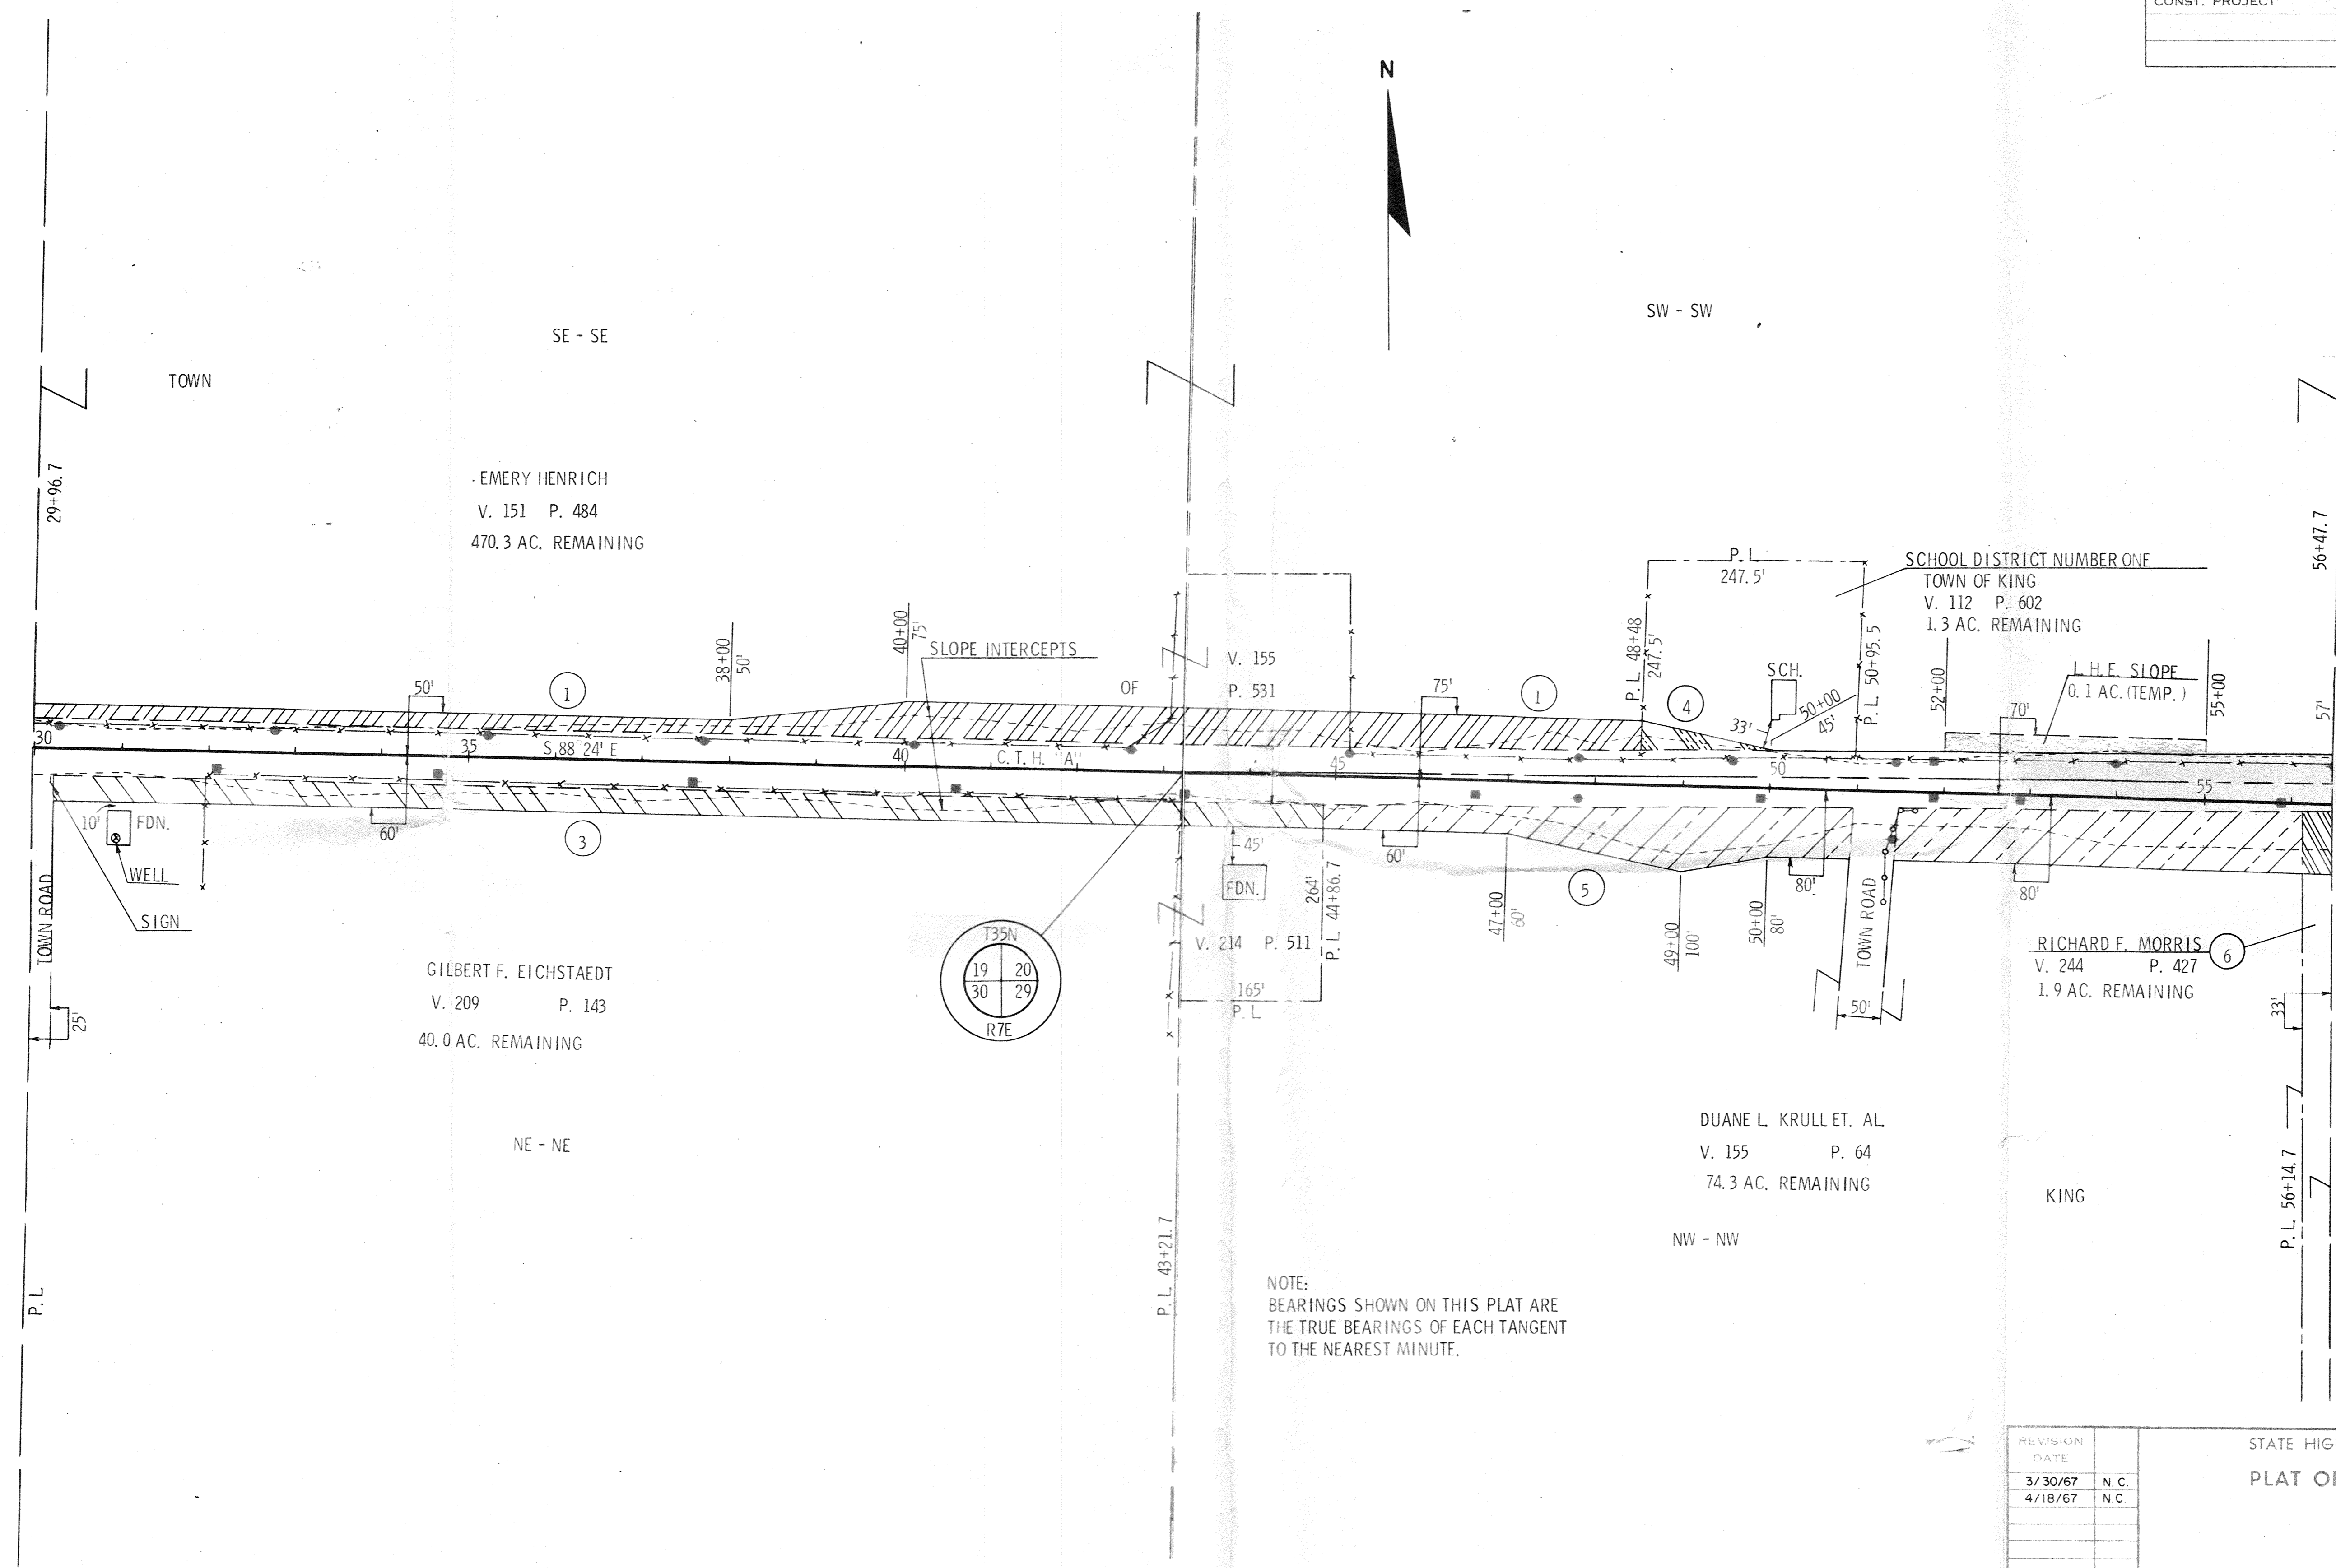 CONST. PROJECT
N
SE - SE
SW - SW
TOWN
29+96.7
EMERY HENRICH
V. 151 P. 484
470.3 AC. REMAINING
56+47.7
P. L
247.5'
SCHOOL DISTRICT NUMBER ONE
TOWN OF KING
V. 112 P. 602
1.3 AC. REMAINING
38+00
50'
40+00
75'
SLOPE INTERCEPTS
OF
V. 155
P. 531
P. L. 48+48
247.5'
SCH.
P. L. 50+95.5
52+00
L. H. E. SLOPE
0.1 AC. (TEMP.)
55+00
57'
50'
1
75'
1
4
33'
50+00
45'
70'
30
35
S 88 24' E
40
C. T. H. "A"
45
50
55
10'
FDN.
WELL
SIGN
TOWN ROAD
60'
3
45'
FDN.
264'
P. L. 44+86.7
60'
47+00
60'
5
49+00
100'
50+00
80'
80'
TOWN ROAD
80'
T35N
19 20
30 29
R7E
V. 214 P. 511
165'
P. L
50'
RICHARD F. MORRIS
6
V. 244 P. 427
1.9 AC. REMAINING
33'
GILBERT F. EICHSTAEDT
V. 209 P. 143
40.0 AC. REMAINING
25'
NE - NE
DUANE L. KRULL ET. AL
V. 155 P. 64
74.3 AC. REMAINING
KING
NW - NW
P. L. 56+14.7
P. L. 43+21.7
P. L
NOTE:
BEARINGS SHOWN ON THIS PLAT ARE
THE TRUE BEARINGS OF EACH TANGENT
TO THE NEAREST MINUTE.
REVISION
DATE
3/30/67 N. C.
4/18/67 N.C.
STATE HIG
PLAT OF